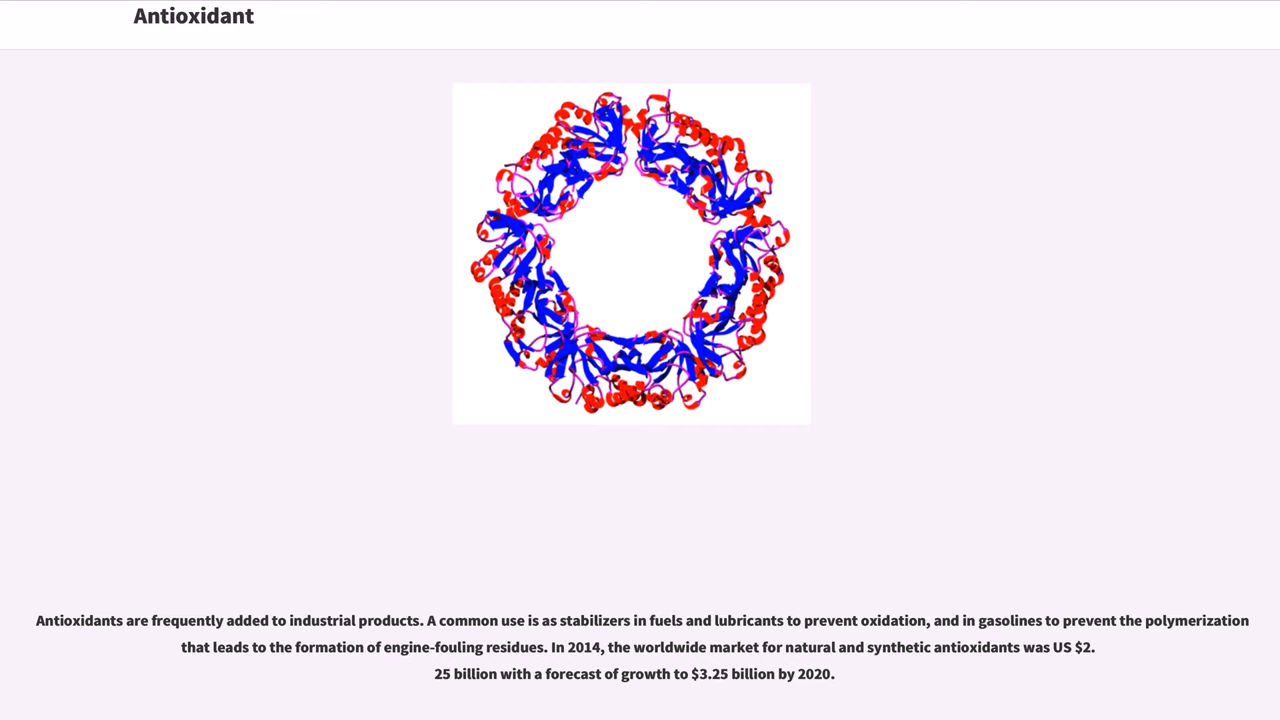 Antioxidant
Antioxidants are frequently added to industrial products. A common use is as stabilizers in fuels and lubricants to prevent oxidation, and in gasolines to prevent the polymerization
that leads to the formation of engine-fouling residues. In 2014, the worldwide market for natural and synthetic antioxidants was US $2.
25 billion with a forecast of growth to $3.25 billion by 2020.